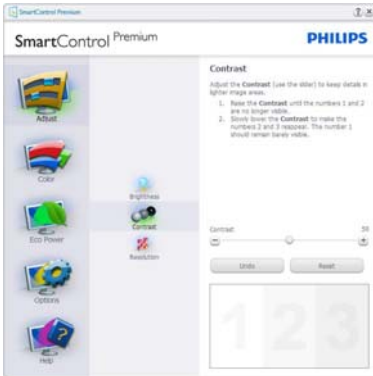 SmartControl Premium
SmartControl Premium
PHILIPS
Adjust
Color
Eco Power
Options
Help
Brightness
Contrast
Resolution
Contrast
Adjust the Contrast (use the slider) to keep details in
lighter image areas.
1. Raise the Contrast until the numbers 1 and 2
are no longer visible.
2. Slowly lower the Contrast to make the
numbers 2 and 3 reappear. The number 1
should remain barely visible.
Contrast 50
Undo Reset
1 2 3